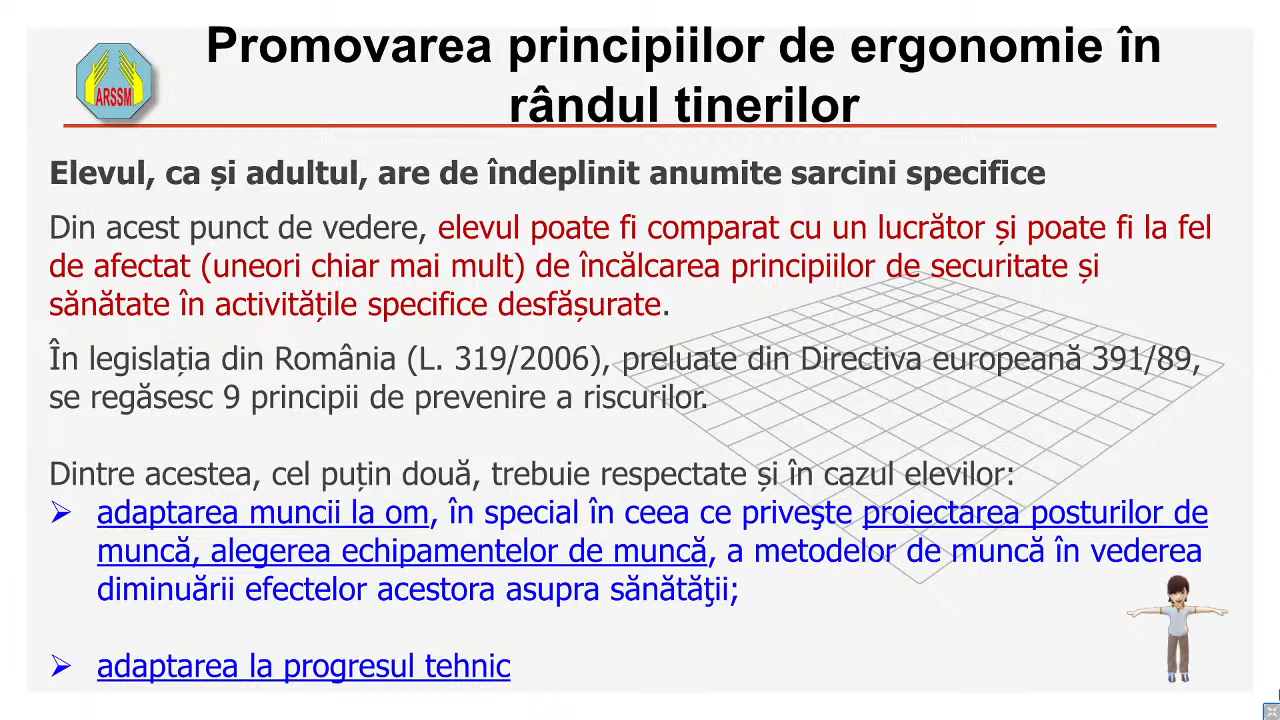 Promovarea principiilor de ergonomie în
rândul tinerilor
ARSSM
Elevul, ca și adultul, are de îndeplinit anumite sarcini specifice
Din acest punct de vedere, elevul poate fi comparat cu un lucrător și poate fi la fel
de afectat (uneori chiar mai mult) de încălcarea principiilor de securitate și
sănătate în activitățile specifice desfășurate.
În legislația din România (L. 319/2006), preluate din Directiva europeană 391/89,
se regăsesc 9 principii de prevenire a riscurilor.
Dintre acestea, cel puțin două, trebuie respectate și în cazul elevilor:
➢ adaptarea muncii la om, în special în ceea ce priveşte proiectarea posturilor de
muncă, alegerea echipamentelor de muncă, a metodelor de muncă în vederea
diminuării efectelor acestora asupra sănătăţii;
➢ adaptarea la progresul tehnic